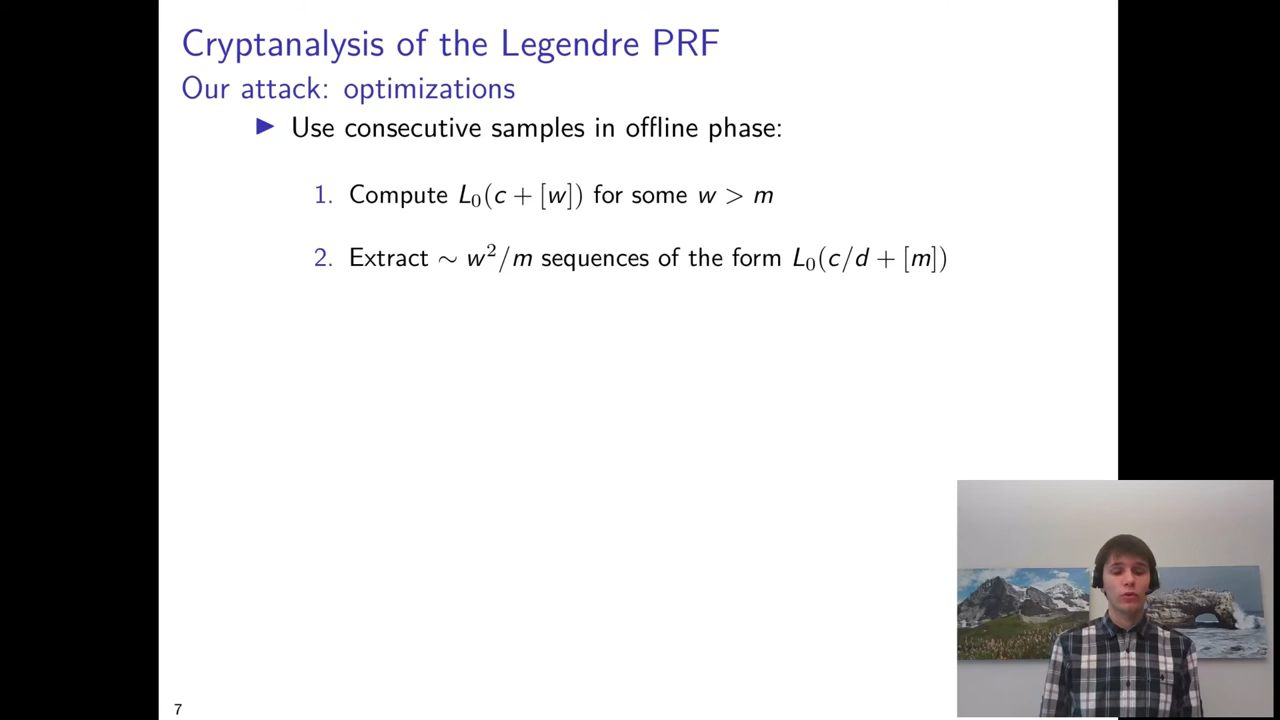 Cryptanalysis of the Legendre PRF
Our attack: optimizations
▶ Use consecutive samples in offline phase:
1. Compute L₀(c + [w]) for some w > m
2. Extract ∼ w²/m sequences of the form L₀(c/d + [m])
7